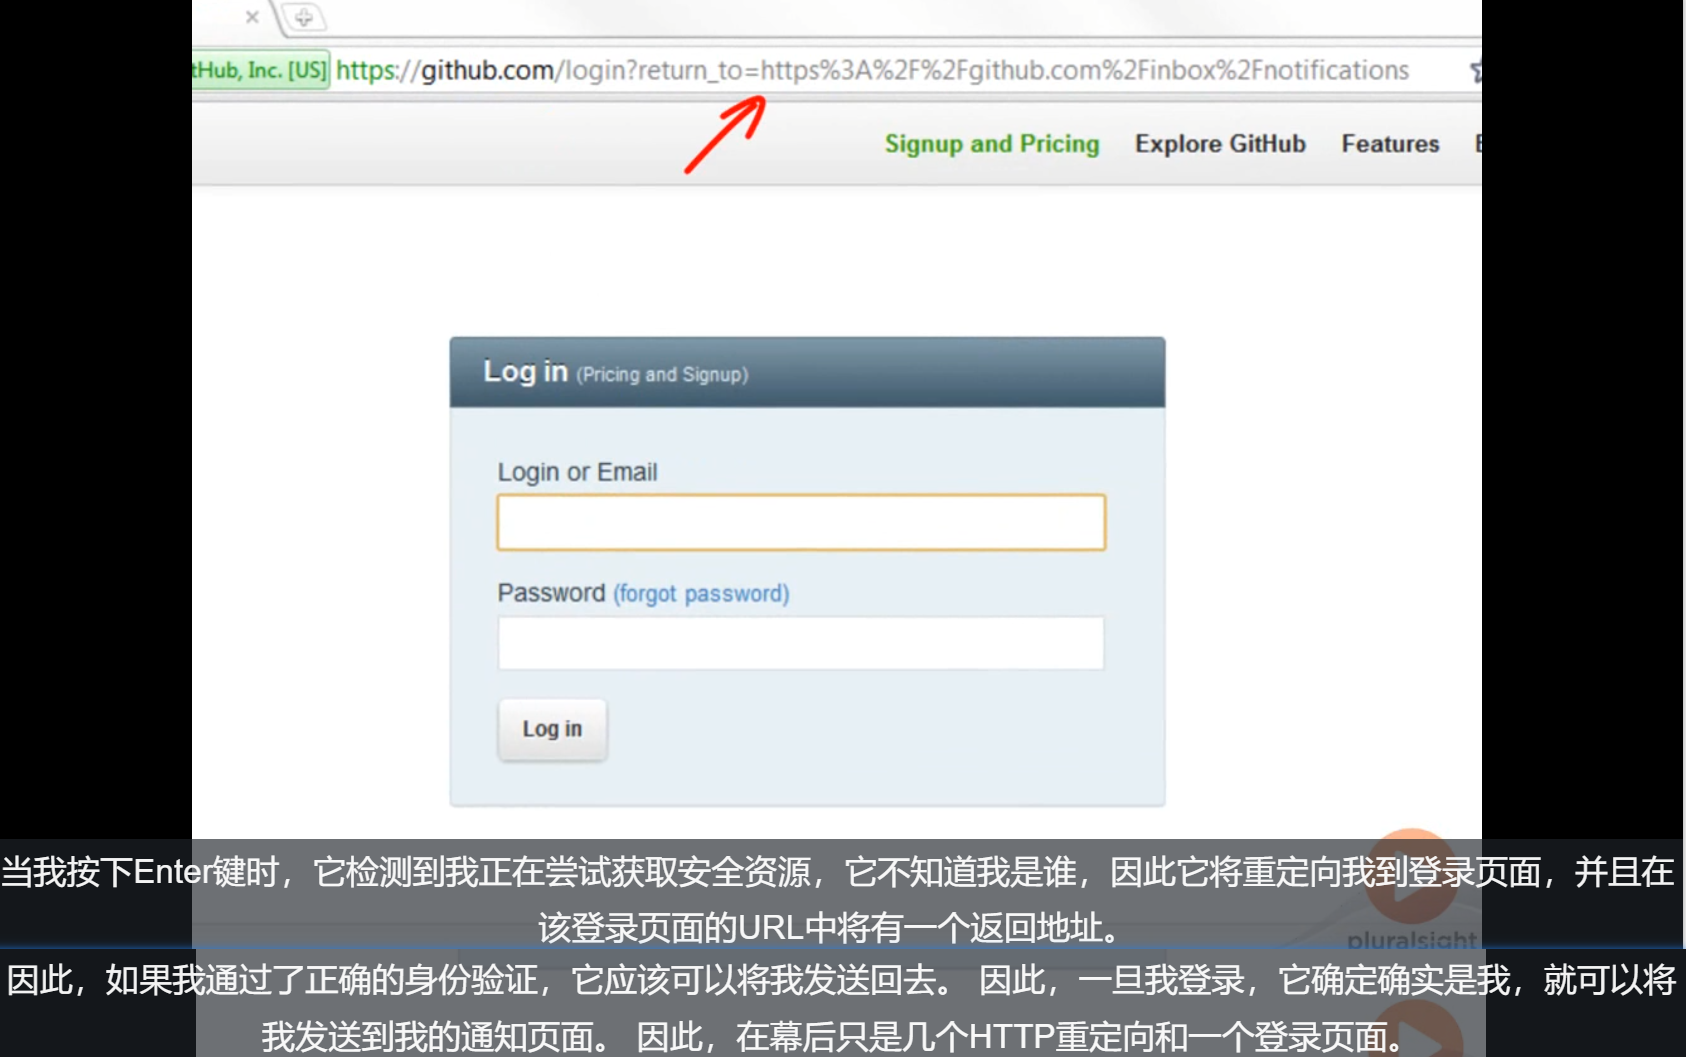 tHub, Inc. [US] https://github.com/login?return_to=https%3A%2F%2Fgithub.com%2Finbox%2Fnotifications
Signup and Pricing Explore GitHub Features
Log in (Pricing and Signup)
Login or Email
Password (forgot password)
Log in
当我按下Enter键时，它检测到我正在尝试获取安全资源，它不知道我是谁，因此它将重定向我到登录页面，并且在
该登录页面的URL中将有一个返回地址。
pluralsight
因此，如果我通过了正确的身份验证，它应该可以将我发送回去。 因此，一旦我登录，它确定确实是我，就可以将
我发送到我的通知页面。 因此，在幕后只是几个HTTP重定向和一个登录页面。